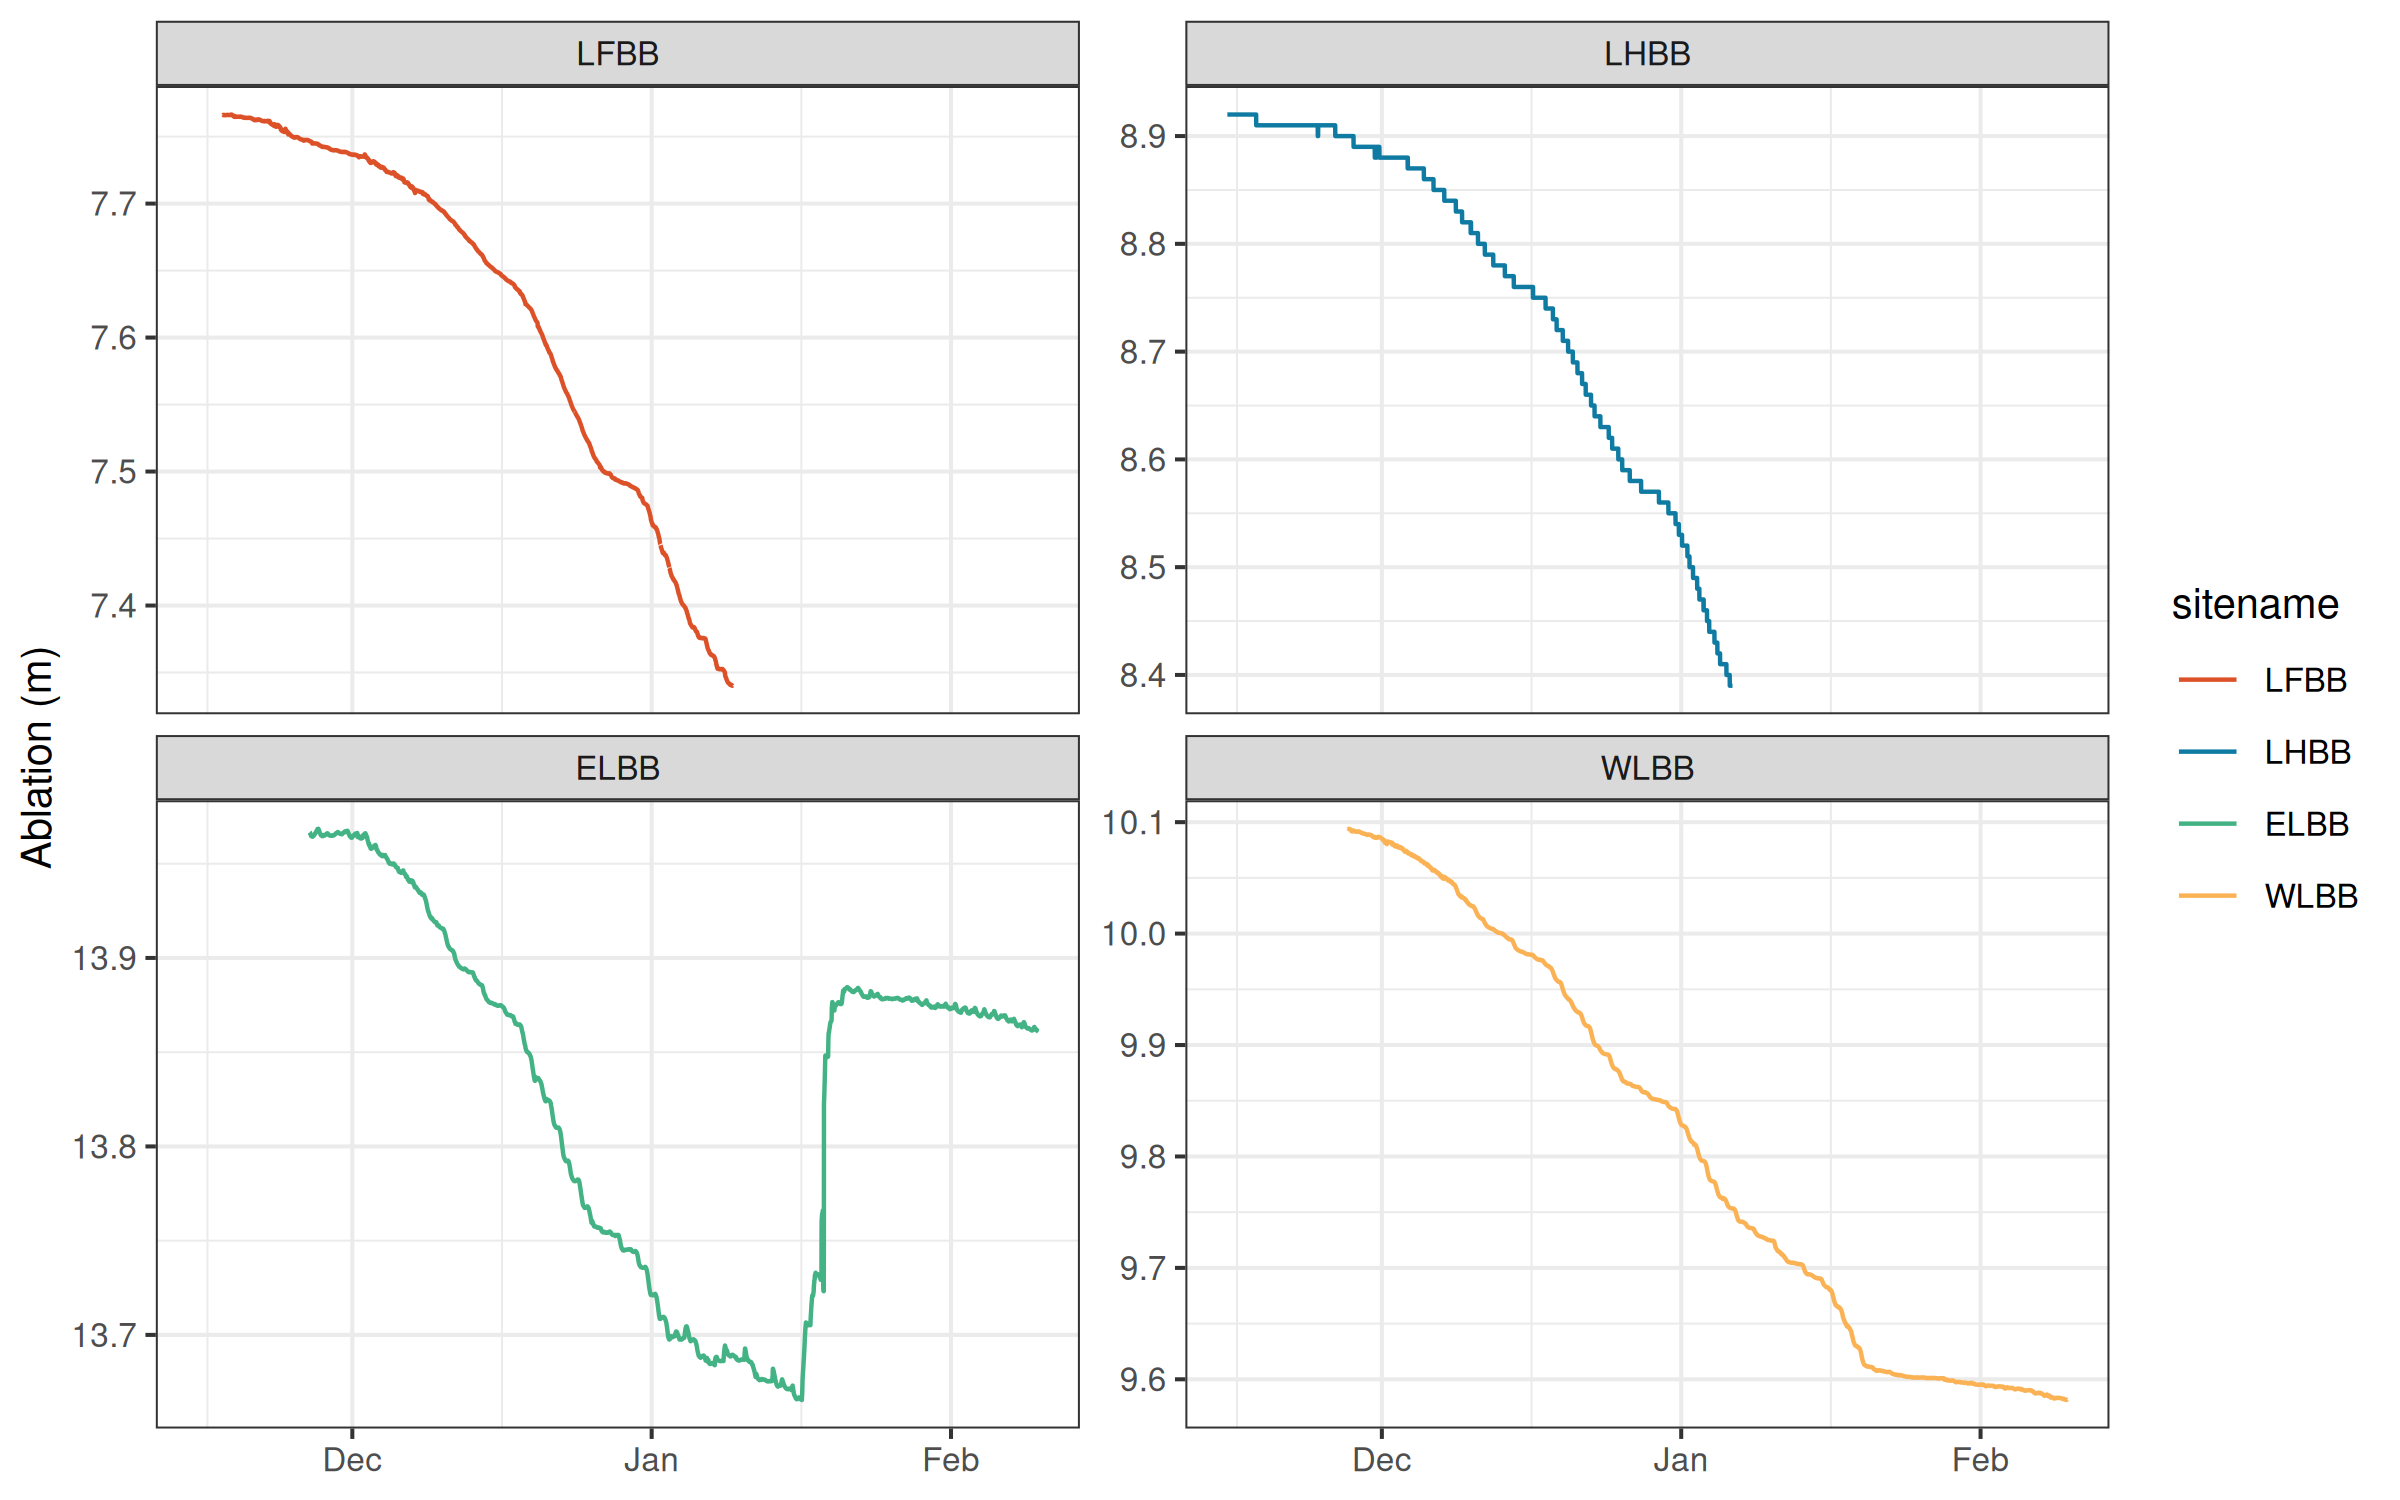 LFBB
LHBB
7.7
7.6
7.5
7.4
8.9
8.8
8.7
8.6
8.5
8.4
Ablation (m)
ELBB
WLBB
13.9
13.8
13.7
10.1
10.0
9.9
9.8
9.7
9.6
Dec Jan Feb
Dec Jan Feb
sitename
LFBB
LHBB
ELBB
WLBB